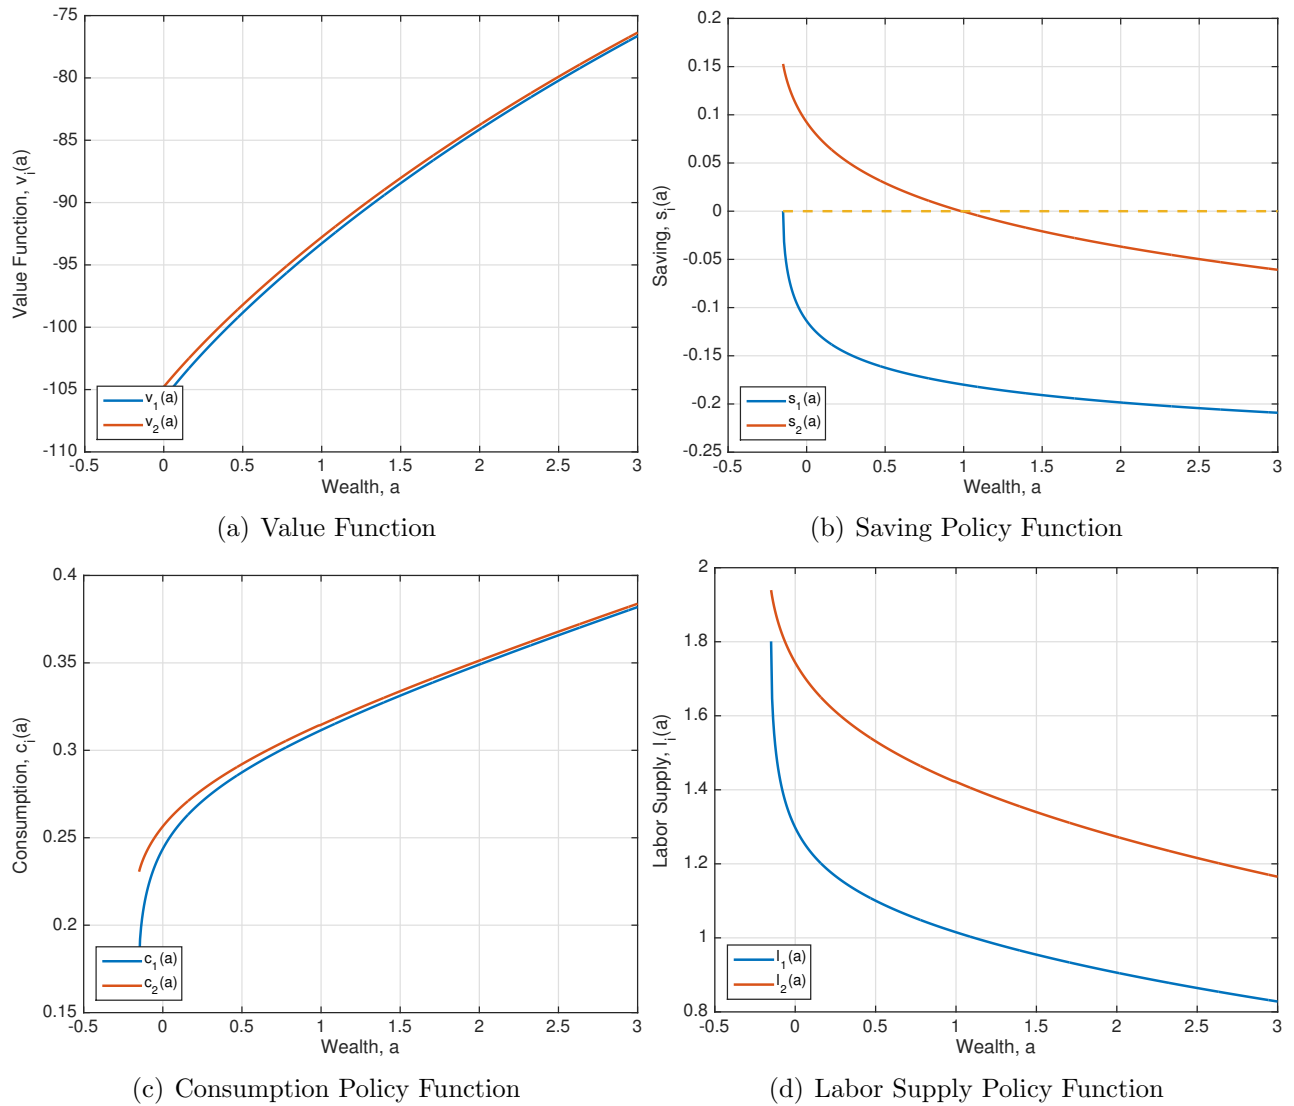 -75
-80
-85
-90
-95
-100
-105
-110
Value Function, v_i(a)
v_1(a)
v_2(a)
-0.5 0 0.5 1 1.5 2 2.5 3
Wealth, a
(a) Value Function
0.2
0.15
0.1
0.05
0
-0.05
-0.1
-0.15
-0.2
-0.25
Saving, s_i(a)
s_1(a)
s_2(a)
-0.5 0 0.5 1 1.5 2 2.5 3
Wealth, a
(b) Saving Policy Function
0.4
0.35
0.3
0.25
0.2
0.15
Consumption, c_i(a)
c_1(a)
c_2(a)
-0.5 0 0.5 1 1.5 2 2.5 3
Wealth, a
(c) Consumption Policy Function
2
1.8
1.6
1.4
1.2
1
0.8
Labor Supply, l_i(a)
l_1(a)
l_2(a)
-0.5 0 0.5 1 1.5 2 2.5 3
Wealth, a
(d) Labor Supply Policy Function